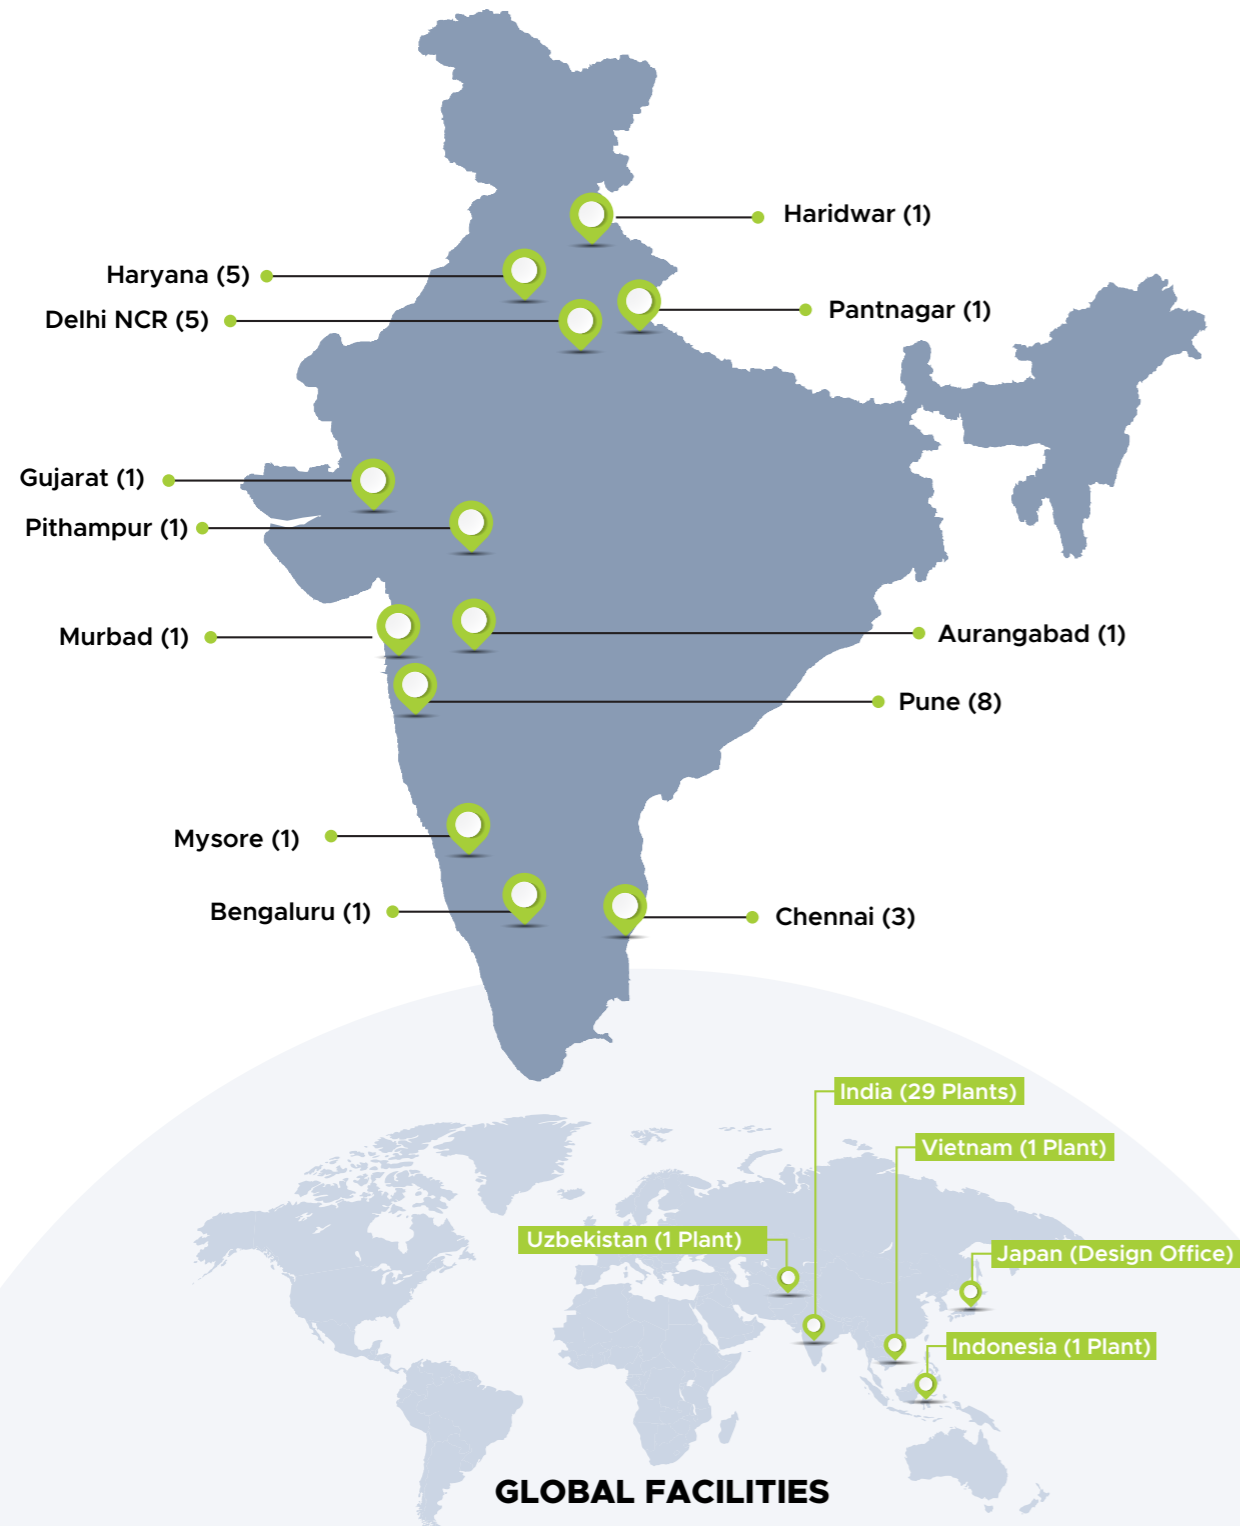 Haridwar (1)
Haryana (5)
Delhi NCR (5)
Pantnagar (1)
Gujarat (1)
Pithampur (1)
Murbad (1)
Aurangabad (1)
Pune (8)
Mysore (1)
Bengaluru (1)
Chennai (3)
India (29 Plants)
Vietnam (1 Plant)
Uzbekistan (1 Plant)
Japan (Design Office)
Indonesia (1 Plant)
GLOBAL FACILITIES